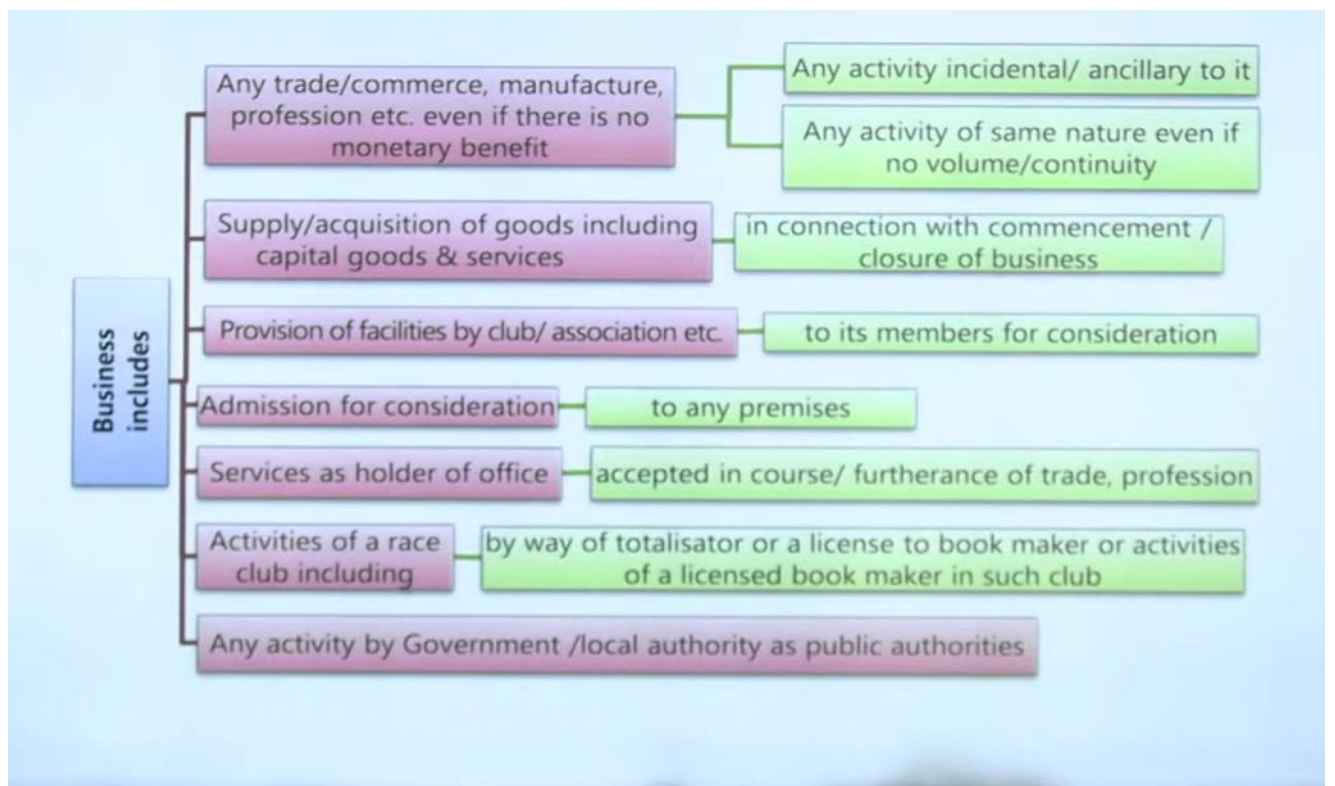 Business
includes
Any trade/commerce, manufacture,
profession etc. even if there is no
monetary benefit
Any activity incidental/ ancillary to it
Any activity of same nature even if
no volume/continuity
Supply/acquisition of goods including
capital goods & services
in connection with commencement /
closure of business
Provision of facilities by club/ association etc.
to its members for consideration
Admission for consideration
to any premises
Services as holder of office
accepted in course/ furtherance of trade, profession
Activities of a race
club including
by way of totalisator or a license to book maker or activities
of a licensed book maker in such club
Any activity by Government /local authority as public authorities